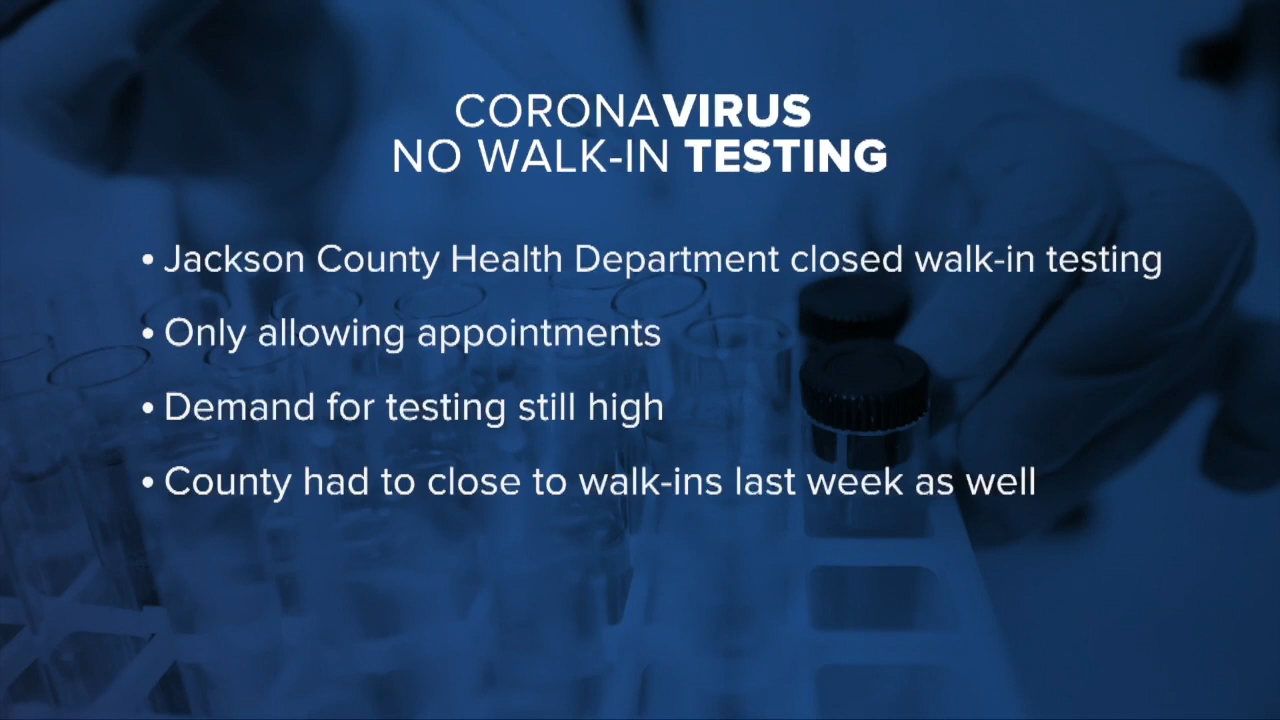 CORONAVIRUS
NO WALK-IN TESTING
• Jackson County Health Department closed walk-in testing
• Only allowing appointments
• Demand for testing still high
• County had to close to walk-ins last week as well